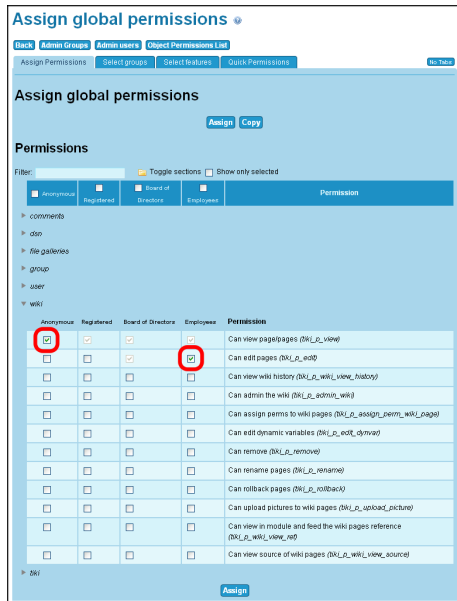 Assign global permissions
Back Admin Groups Admin users Object Permissions List
Assign Permissions Select groups Select features Quick Permissions No Tabs
Assign global permissions
Assign Copy
Permissions
Filter: Toggle sections Show only selected
Anonymous Registered Board of Directors Employees Permission
comments
dsn
file galleries
group
user
wiki
Anonymous Registered Board of Directors Employees Permission
Can view page/pages (tiki_p_view)
Can edit pages (tiki_p_edit)
Can view wiki history (tiki_p_wiki_view_history)
Can admin the wiki (tiki_p_admin_wiki)
Can assign perms to wiki pages (tiki_p_assign_perm_wiki_page)
Can edit dynamic variables (tiki_p_edit_dynvar)
Can remove (tiki_p_remove)
Can rename pages (tiki_p_rename)
Can rollback pages (tiki_p_rollback)
Can upload pictures to wiki pages (tiki_p_upload_picture)
Can view in module and feed the wiki pages reference
(tiki_p_wiki_view_ref)
Can view source of wiki pages (tiki_p_wiki_view_source)
tiki
Assign